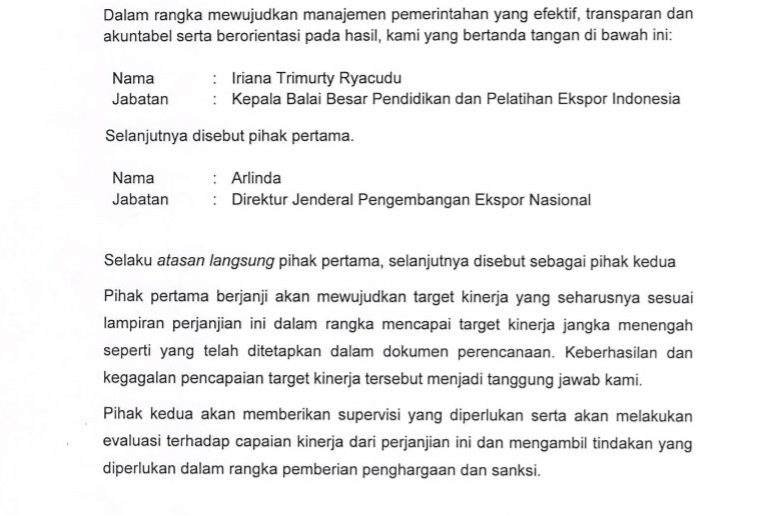 Dalam rangka mewujudkan manajemen pemerintahan yang efektif, transparan dan
akuntabel serta berorientasi pada hasil, kami yang bertanda tangan di bawah ini:
Nama : Iriana Trimurty Ryacudu
Jabatan : Kepala Balai Besar Pendidikan dan Pelatihan Ekspor Indonesia
Selanjutnya disebut pihak pertama.
Nama : Arlinda
Jabatan : Direktur Jenderal Pengembangan Ekspor Nasional
Selaku atasan langsung pihak pertama, selanjutnya disebut sebagai pihak kedua
Pihak pertama berjanji akan mewujudkan target kinerja yang seharusnya sesuai
lampiran perjanjian ini dalam rangka mencapai target kinerja jangka menengah
seperti yang telah ditetapkan dalam dokumen perencanaan. Keberhasilan dan
kegagalan pencapaian target kinerja tersebut menjadi tanggung jawab kami.
Pihak kedua akan memberikan supervisi yang diperlukan serta akan melakukan
evaluasi terhadap capaian kinerja dari perjanjian ini dan mengambil tindakan yang
diperlukan dalam rangka pemberian penghargaan dan sanksi.